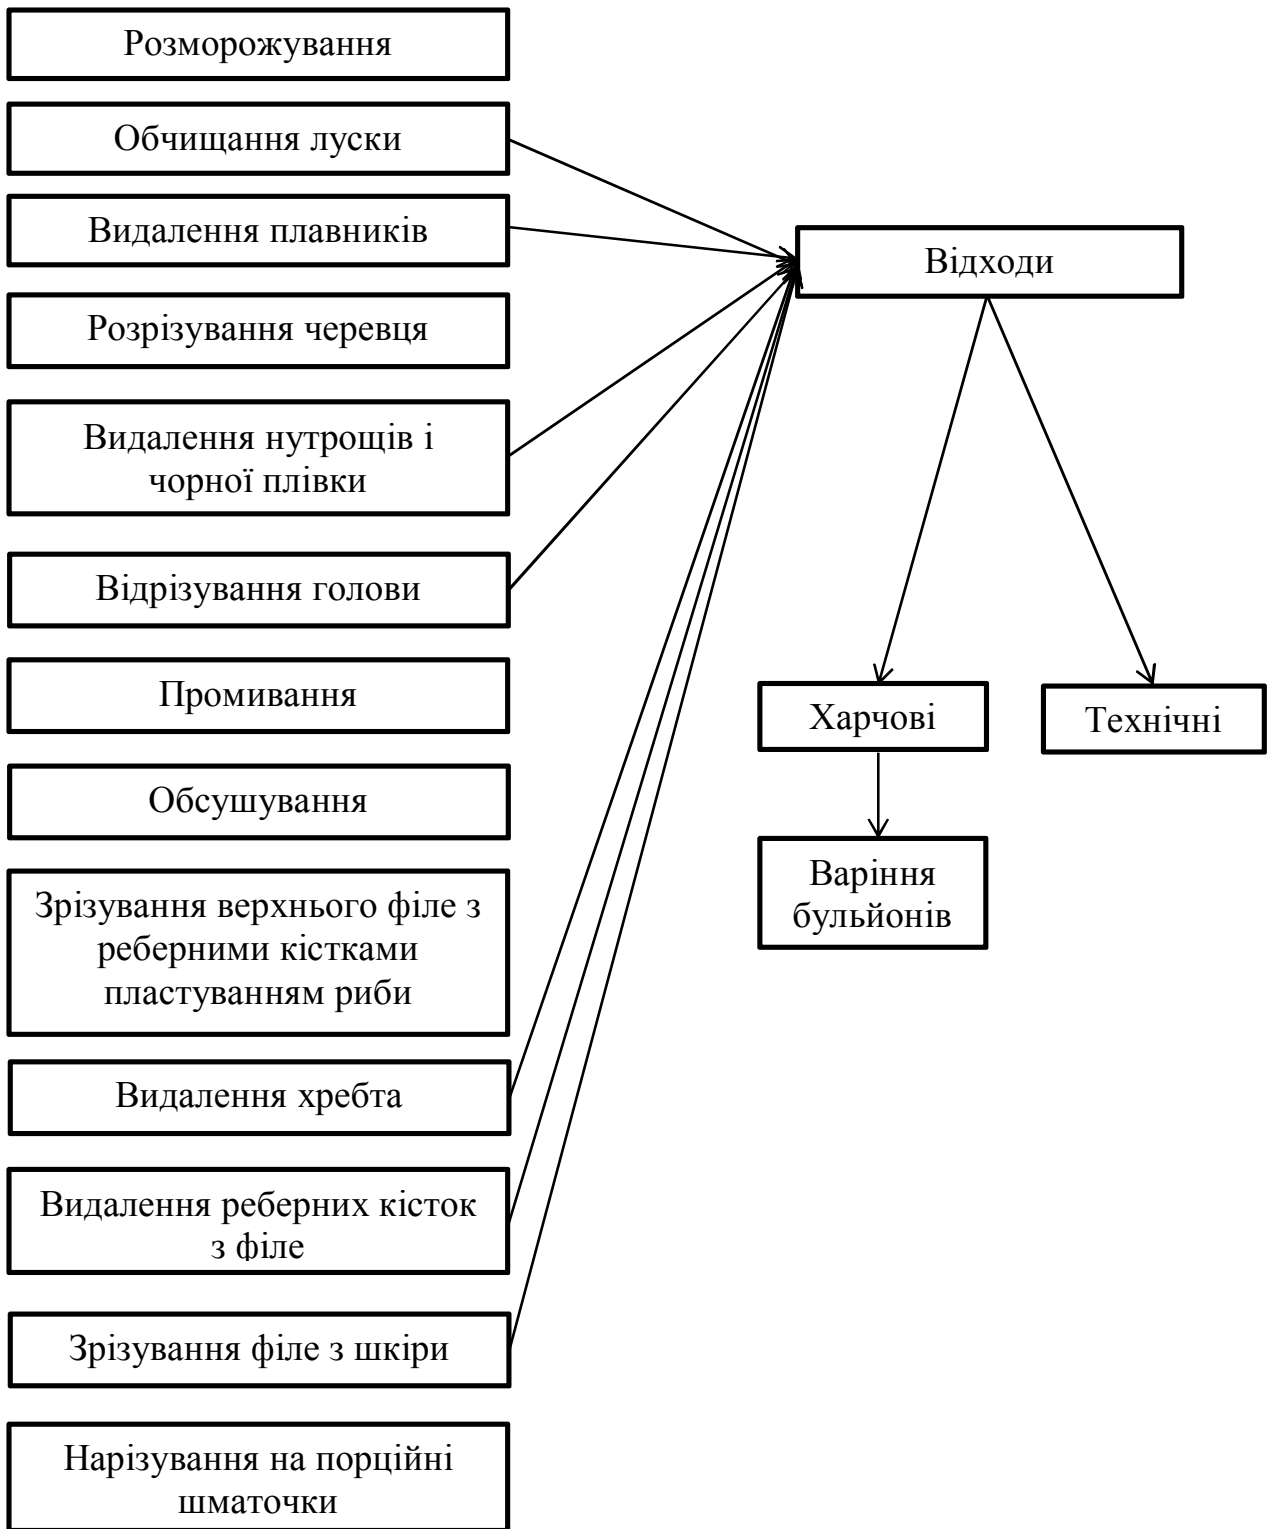 Розморожування
Обчищання луски
Видалення плавників
Відходи
Розрізування черевця
Видалення нутрощів і
чорної плівки
Відрізування голови
Промивання
Харчові
Технічні
Обсушування
Варіння
бульйонів
Зрізування верхнього філе з
реберними кістками
пластуванням риби
Видалення хребта
Видалення реберних кісток
з філе
Зрізування філе з шкіри
Нарізування на порційні
шматочки